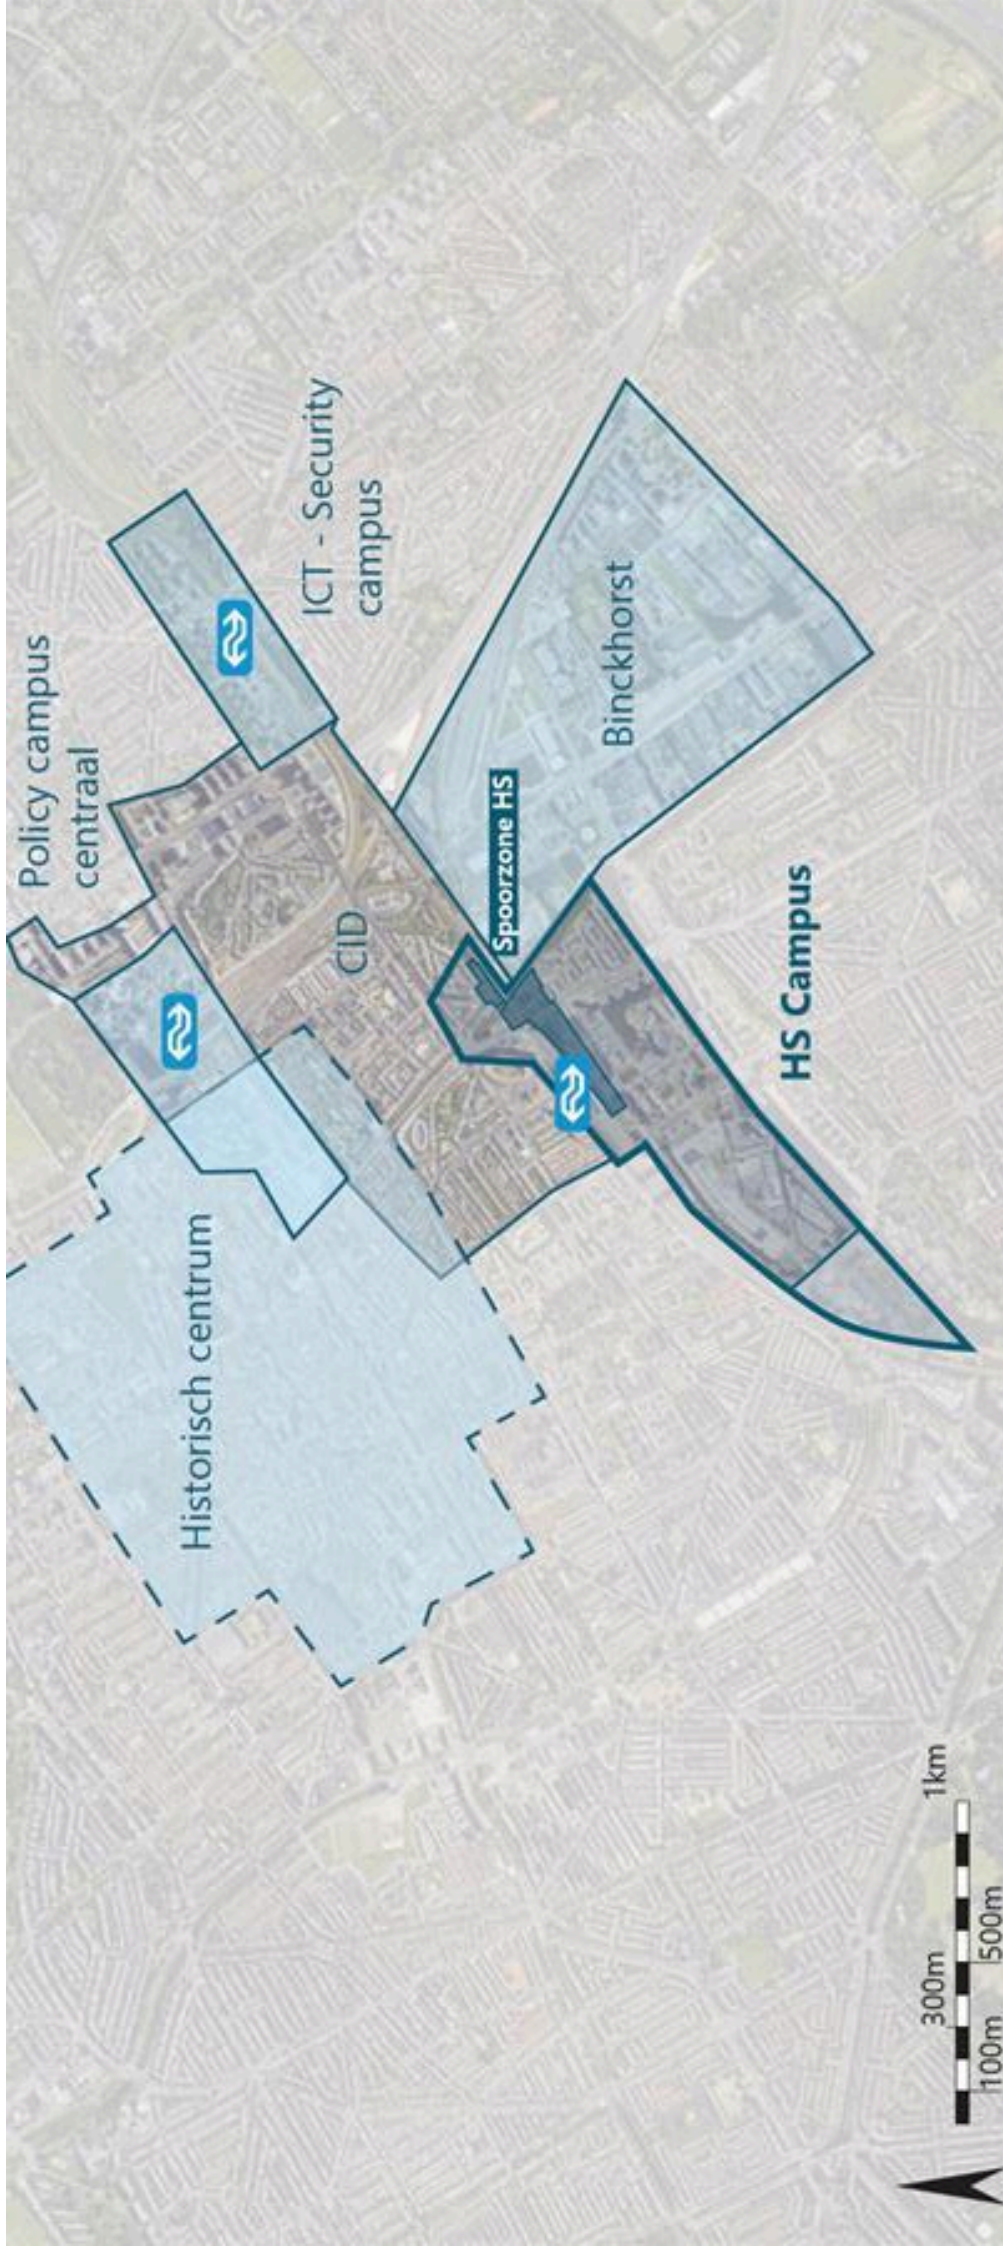 Policy campus
centraal
ICT - Security
campus
Historisch centrum
CID
Spoorzone HS
Binckhorst
HS Campus
300m
1km
100m
500m